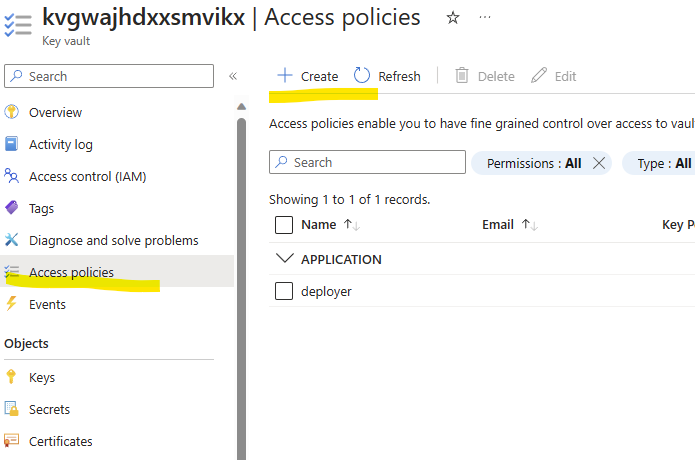 kvgwajhdxxsmvikx | Access policies
Key vault
Search
Overview
Activity log
Access control (IAM)
Tags
Diagnose and solve problems
Access policies
Events
Objects
Keys
Secrets
Certificates
Create Refresh Delete Edit
Access policies enable you to have fine grained control over access to vaul
Search
Permissions : All
Type : All
Showing 1 to 1 of 1 records.
Name Email Key P
APPLICATION
deployer